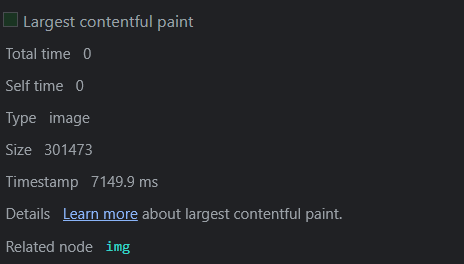 Largest contentful paint
Total time 0
Self time 0
Type image
Size 301473
Timestamp 7149.9 ms
Details Learn more about largest contentful paint.
Related node img